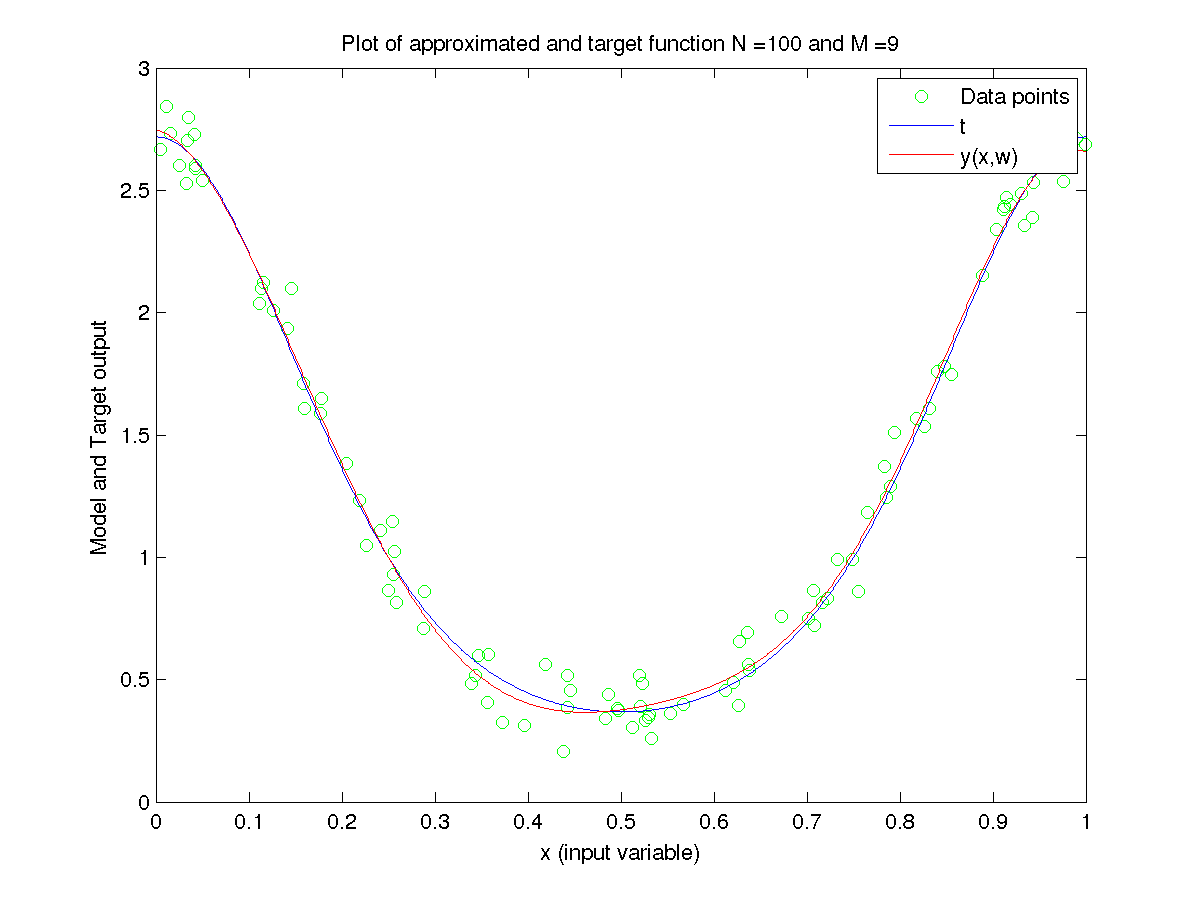 Plot of approximated and target function N =100 and M =9
Data points
t
y(x,w)
3
2.5
2
1.5
1
0.5
0
Model and Target output
0 0.1 0.2 0.3 0.4 0.5 0.6 0.7 0.8 0.9 1
x (input variable)